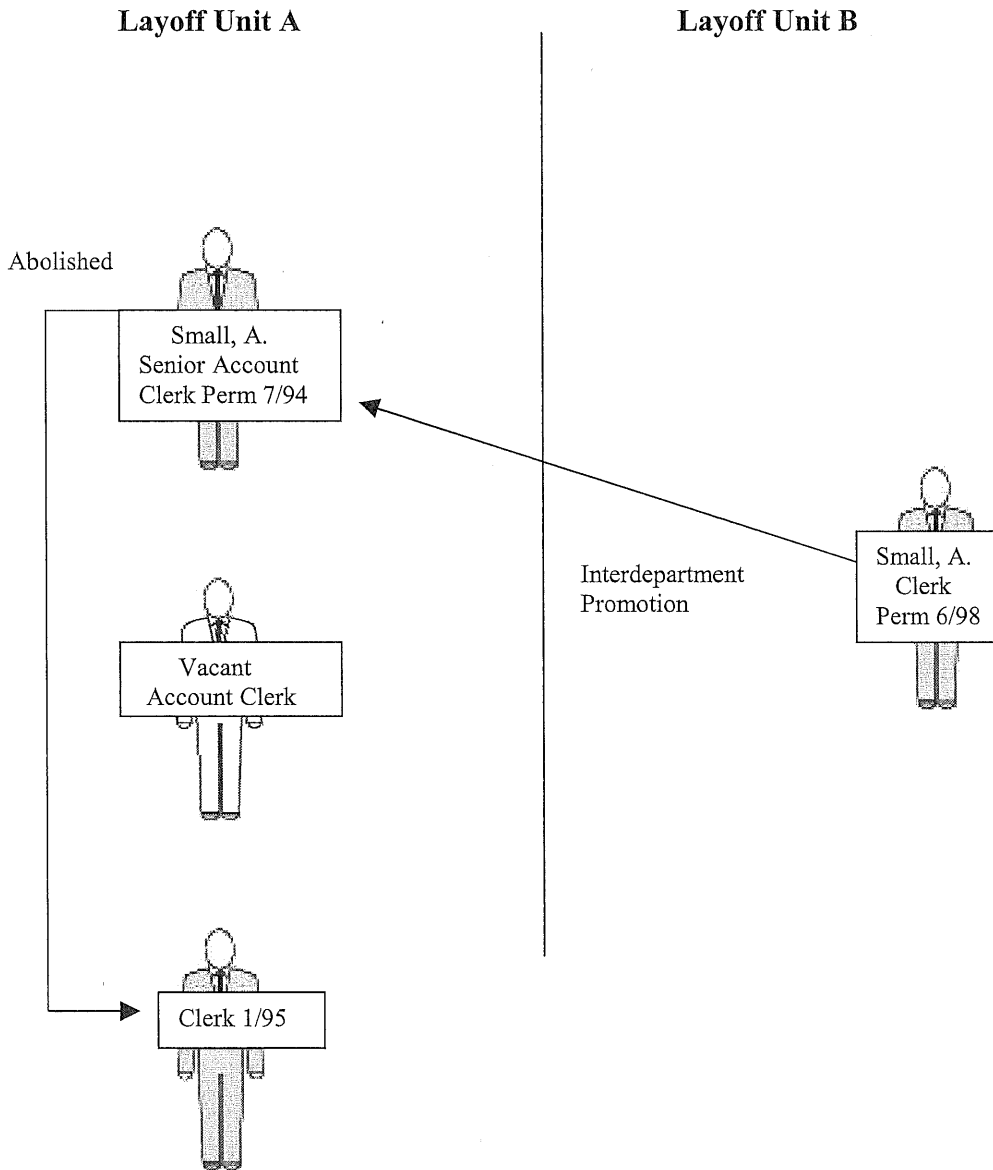 Layoff Unit A
Layoff Unit B
Abolished
Small, A.
Senior Account
Clerk Perm 7/94
Interdepartment
Promotion
Small, A.
Clerk
Perm 6/98
Vacant
Account Clerk
Clerk 1/95